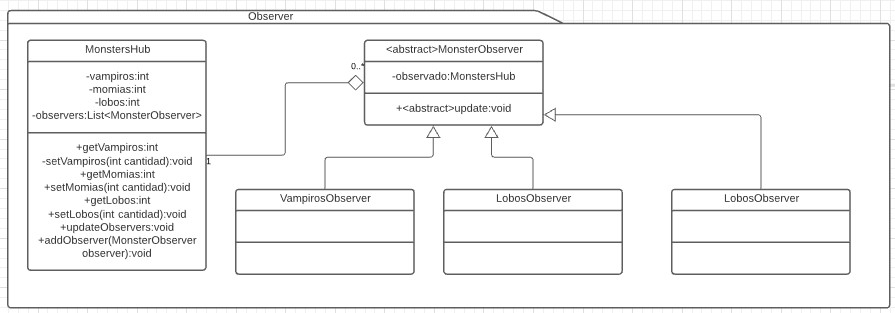 Observer
MonstersHub
-vampiros:int
-momias:int
-lobos:int
-observers:List<MonsterObserver>
+getVampiros:int
-setVampiros(int cantidad):void
+getMomias:int
+setMomias(int cantidad):void
+getLobos:int
+setLobos(int cantidad):void
+updateObservers:void
+addObserver(MonsterObserver
observer):void
1
0..*
<abstract>MonsterObserver
-observado:MonstersHub
+<abstract>update:void
VampirosObserver
LobosObserver
LobosObserver